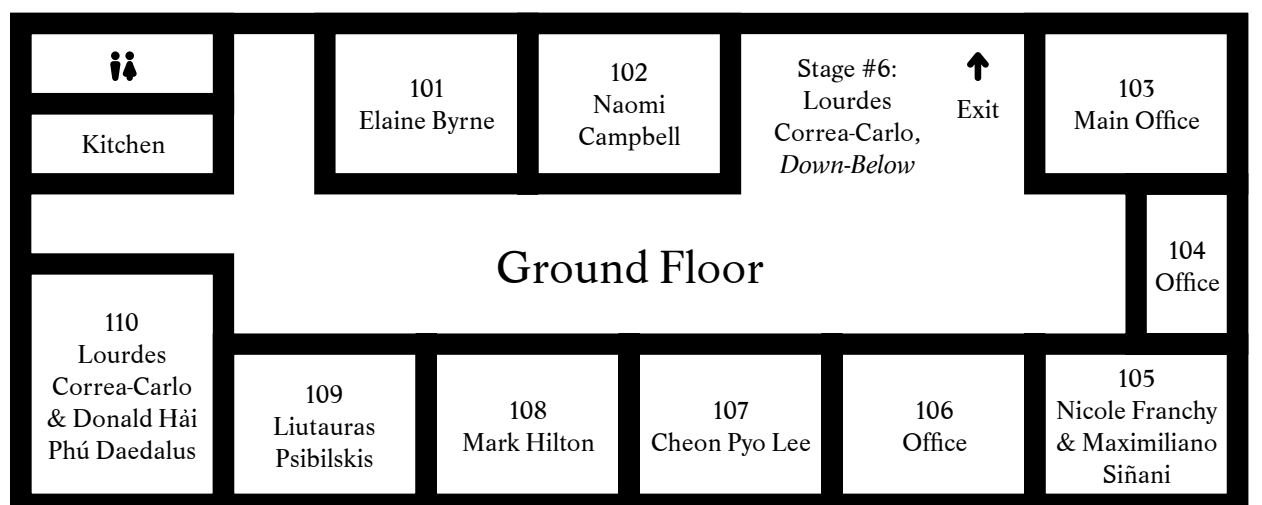 101
Elaine Byrne
102
Naomi
Campbell
Stage #6:
Lourdes
Correa-Carlo,
Down-Below
Exit
103
Main Office
Kitchen
Ground Floor
104
Office
110
Lourdes
Correa-Carlo
& Donald Hải
Phú Daedalus
109
Liutauras
Psibilskis
108
Mark Hilton
107
Cheon Pyo Lee
106
Office
105
Nicole Franchy
& Maximiliano
Siñani